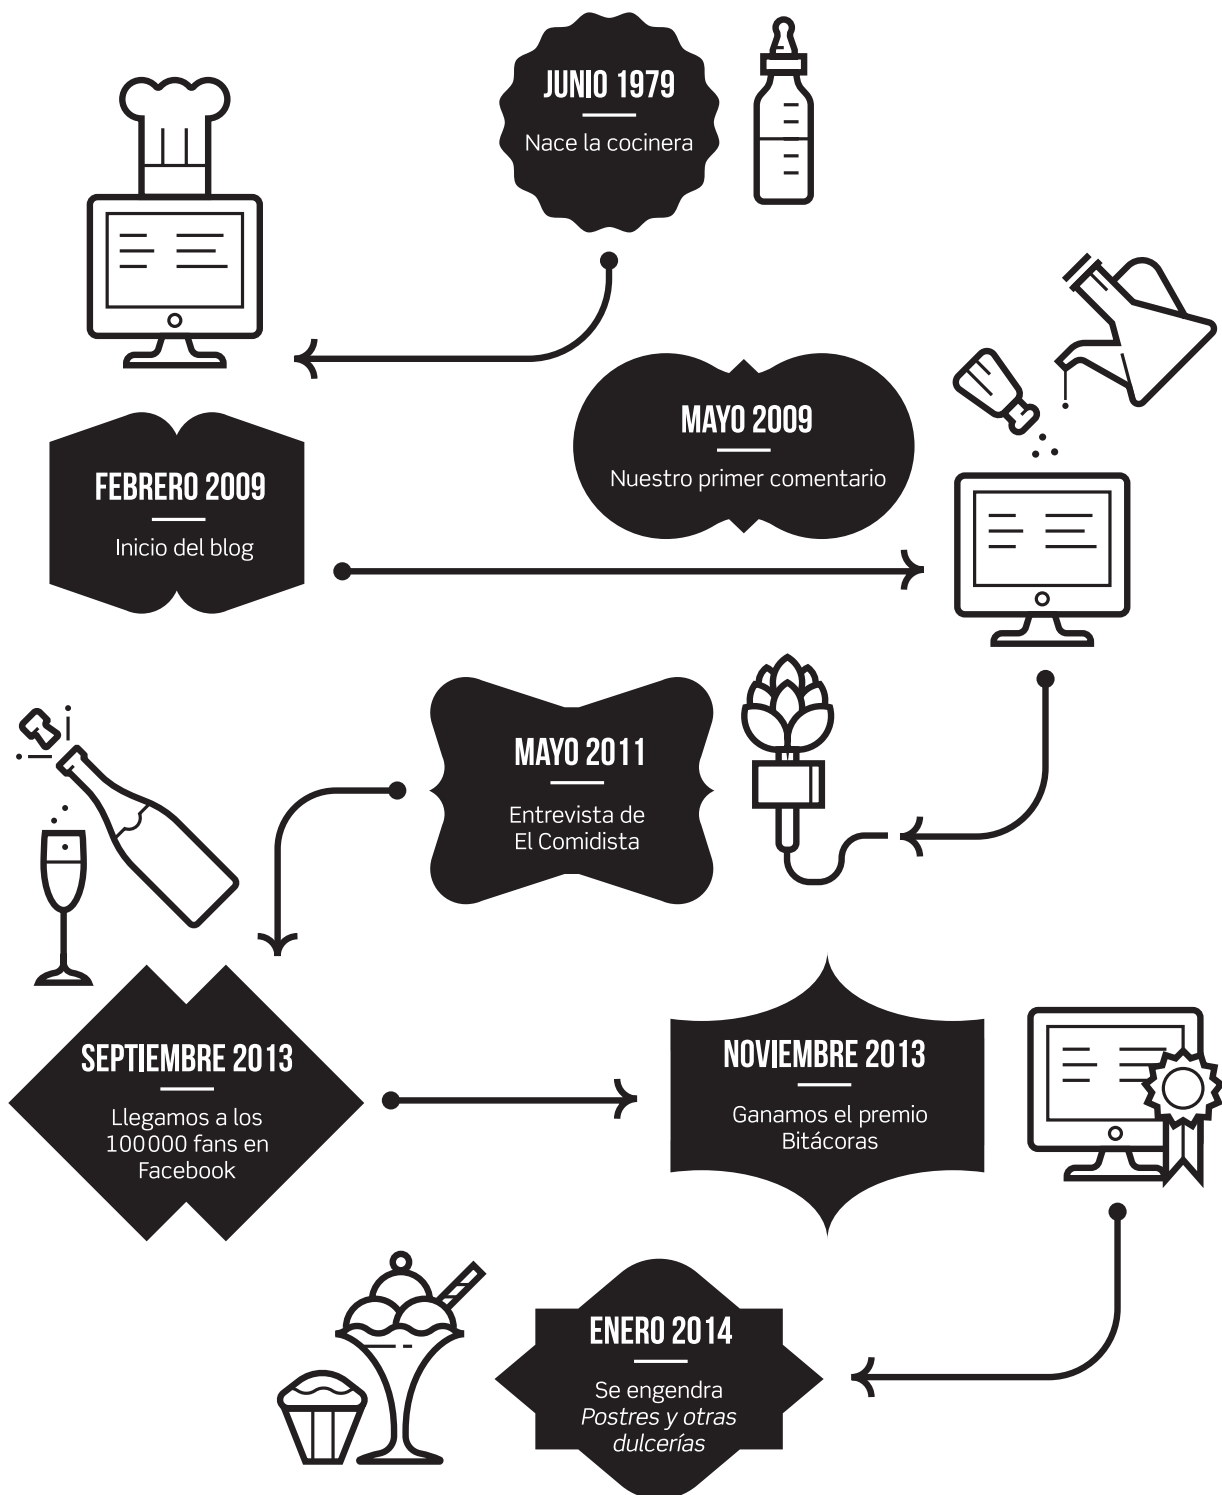 JUNIO 1979
Nace la cocinera
FEBRERO 2009
Inicio del blog
MAYO 2009
Nuestro primer comentario
MAYO 2011
Entrevista de
El Comidista
SEPTIEMBRE 2013
Llegamos a los
100 000 fans en
Facebook
NOVIEMBRE 2013
Ganamos el premio
Bitácoras
ENERO 2014
Se engendra
Postres y otras
dulcerías